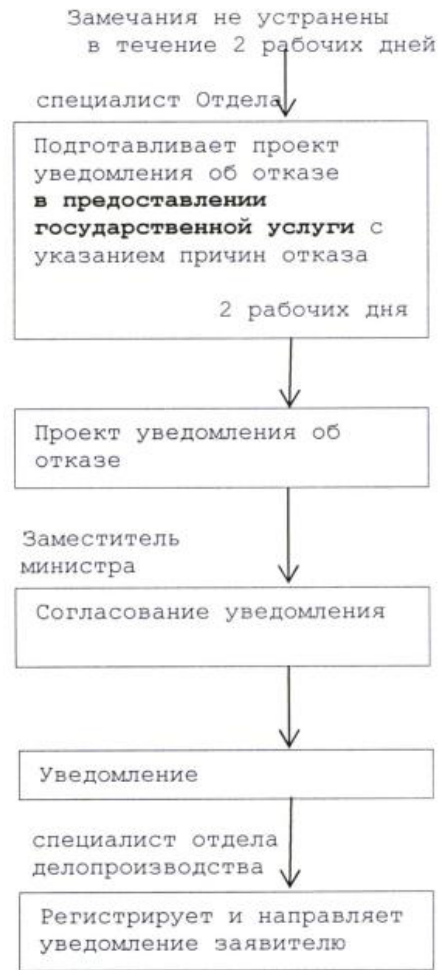 Замечания не устранены
в течение 2 рабочих дней
специалист Отдела
Подготавливает проект
уведомления об отказе
в предоставлении
государственной услуги с
указанием причин отказа
2 рабочих дня
Проект уведомления об
отказе
Заместитель
министра
Согласование уведомления
Уведомление
специалист отдела
делопроизводства
Регистрирует и направляет
уведомление заявителю